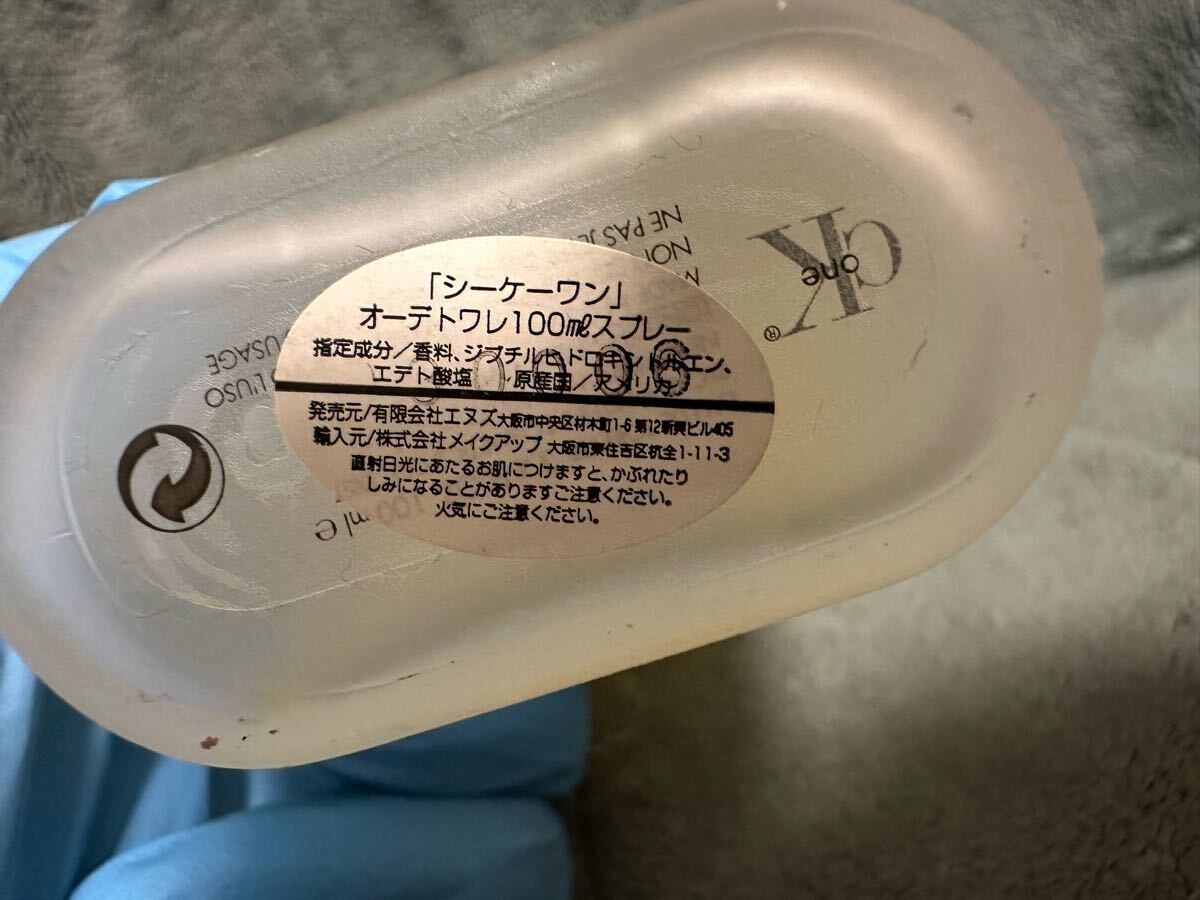 「シーケーワン」
オーデトワレ100㎖スプレー
指定成分/香料、ジブチルヒドロキシトルエン、
エデト酸塩 原産国/アメリカ
発売元/有限会社エヌズ 大阪市中央区材木町1-6 第12新興ビル405
輸入元/株式会社メイクアップ 大阪市東住吉区杭全1-11-3
直射日光にあたるお肌につけますと、かぶれたり
しみになることがありますご注意ください。
火気にご注意ください。
cK
one
®
NE PAS
L'USO
USAGE
100 ml e